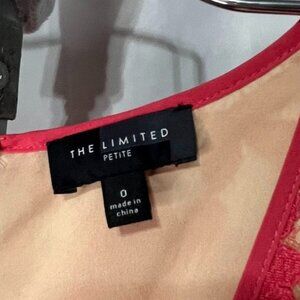 THE LIMITED
PETITE
0
made in
china